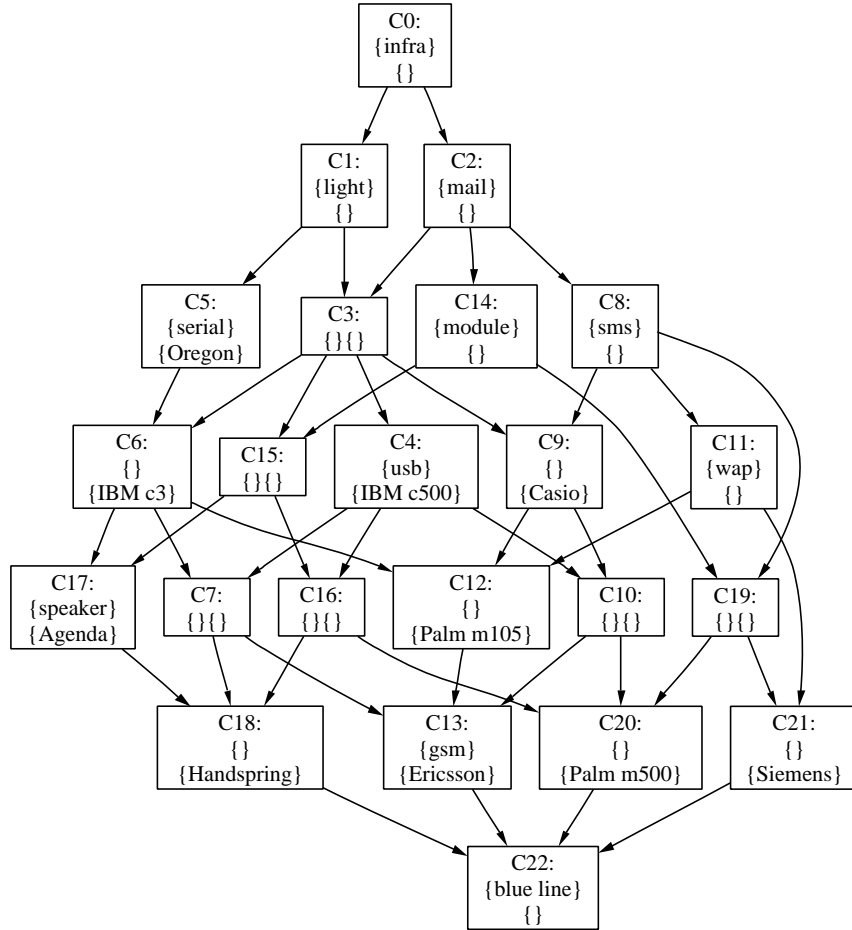 C0:
{infra}
{}
C1:
{light}
{}
C2:
{mail}
{}
C5:
{serial}
{Oregon}
C3:
{}{}
C14:
{module}
{}
C8:
{sms}
{}
C6:
{}
{IBM c3}
C15:
{}{}
C4:
{usb}
{IBM c500}
C9:
{}
{Casio}
C11:
{wap}
{}
C17:
{speaker}
{Agenda}
C7:
{}{}
C16:
{}{}
C12:
{}
{Palm m105}
C10:
{}{}
C19:
{}{}
C18:
{}
{Handspring}
C13:
{gsm}
{Ericsson}
C20:
{}
{Palm m500}
C21:
{}
{Siemens}
C22:
{blue line}
{}